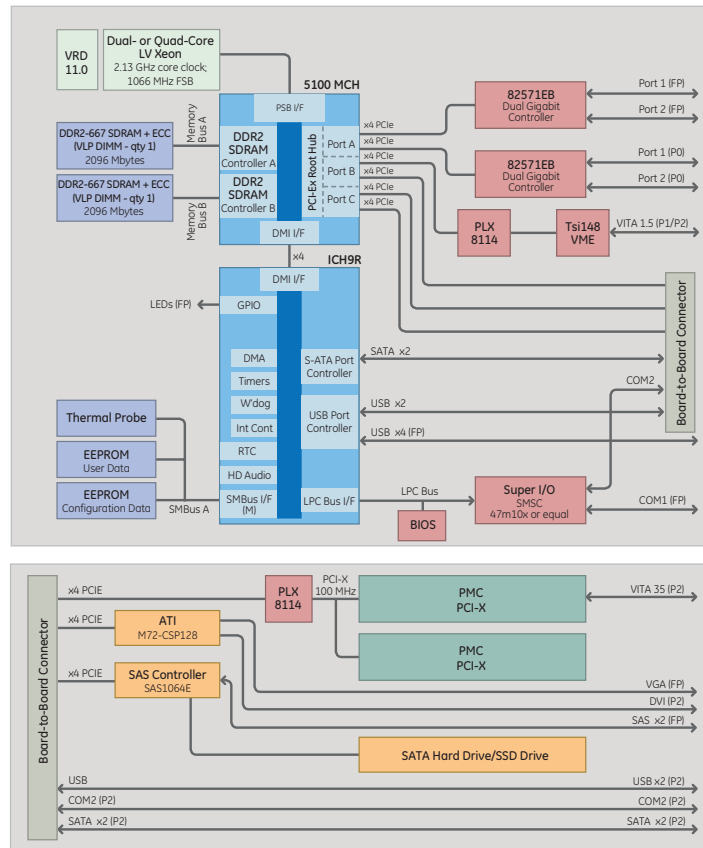 VRD
11.0
Dual- or Quad-Core
LV Xeon
2.13 GHz core clock;
1066 MHz FSB
5100 MCH
PSB I/F
Memory
Bus A
DDR2-667 SDRAM + ECC
(VLP DIMM - qty 1)
2096 Mbytes
DDR2
SDRAM
Controller A
DDR2-667 SDRAM + ECC
(VLP DIMM - qty 1)
2096 Mbytes
Memory
Bus B
DDR2
SDRAM
Controller B
PCI-Ex Root Hub
Port A
Port B
Port C
x4 PCIe
x4 PCIe
x4 PCIe
x4 PCIe
x4 PCIe
82571EB
Dual Gigabit
Controller
Port 1 (FP)
Port 2 (FP)
82571EB
Dual Gigabit
Controller
Port 1 (P0)
Port 2 (P0)
PLX
8114
Tsi148
VME
VITA 1.5 (P1/P2)
DMI I/F
x4
ICH9R
DMI I/F
LEDs (FP)
GPIO
DMA
Timers
W'dog
Int Cont
RTC
HD Audio
SMBus I/F
(M)
S-ATA Port
Controller
USB Port
Controller
LPC Bus I/F
SATA x2
USB x2
USB x4 (FP)
COM2
Board-to-Board Connector
Thermal Probe
EEPROM
User Data
EEPROM
Configuration Data
SMBus A
LPC Bus
BIOS
Super I/O
SMSC
47m10x or equal
COM1 (FP)
Board-to-Board Connector
x4 PCIE
PLX
8114
PCI-X
100 MHz
PMC
PCI-X
VITA 35 (P2)
x4 PCIE
ATI
M72-CSP128
PMC
PCI-X
x4 PCIE
SAS Controller
SAS1064E
VGA (FP)
DVI (P2)
SAS x2 (FP)
SATA Hard Drive/SSD Drive
USB
USB x2 (P2)
COM2 (P2)
COM2 (P2)
SATA x2 (P2)
SATA x2 (P2)